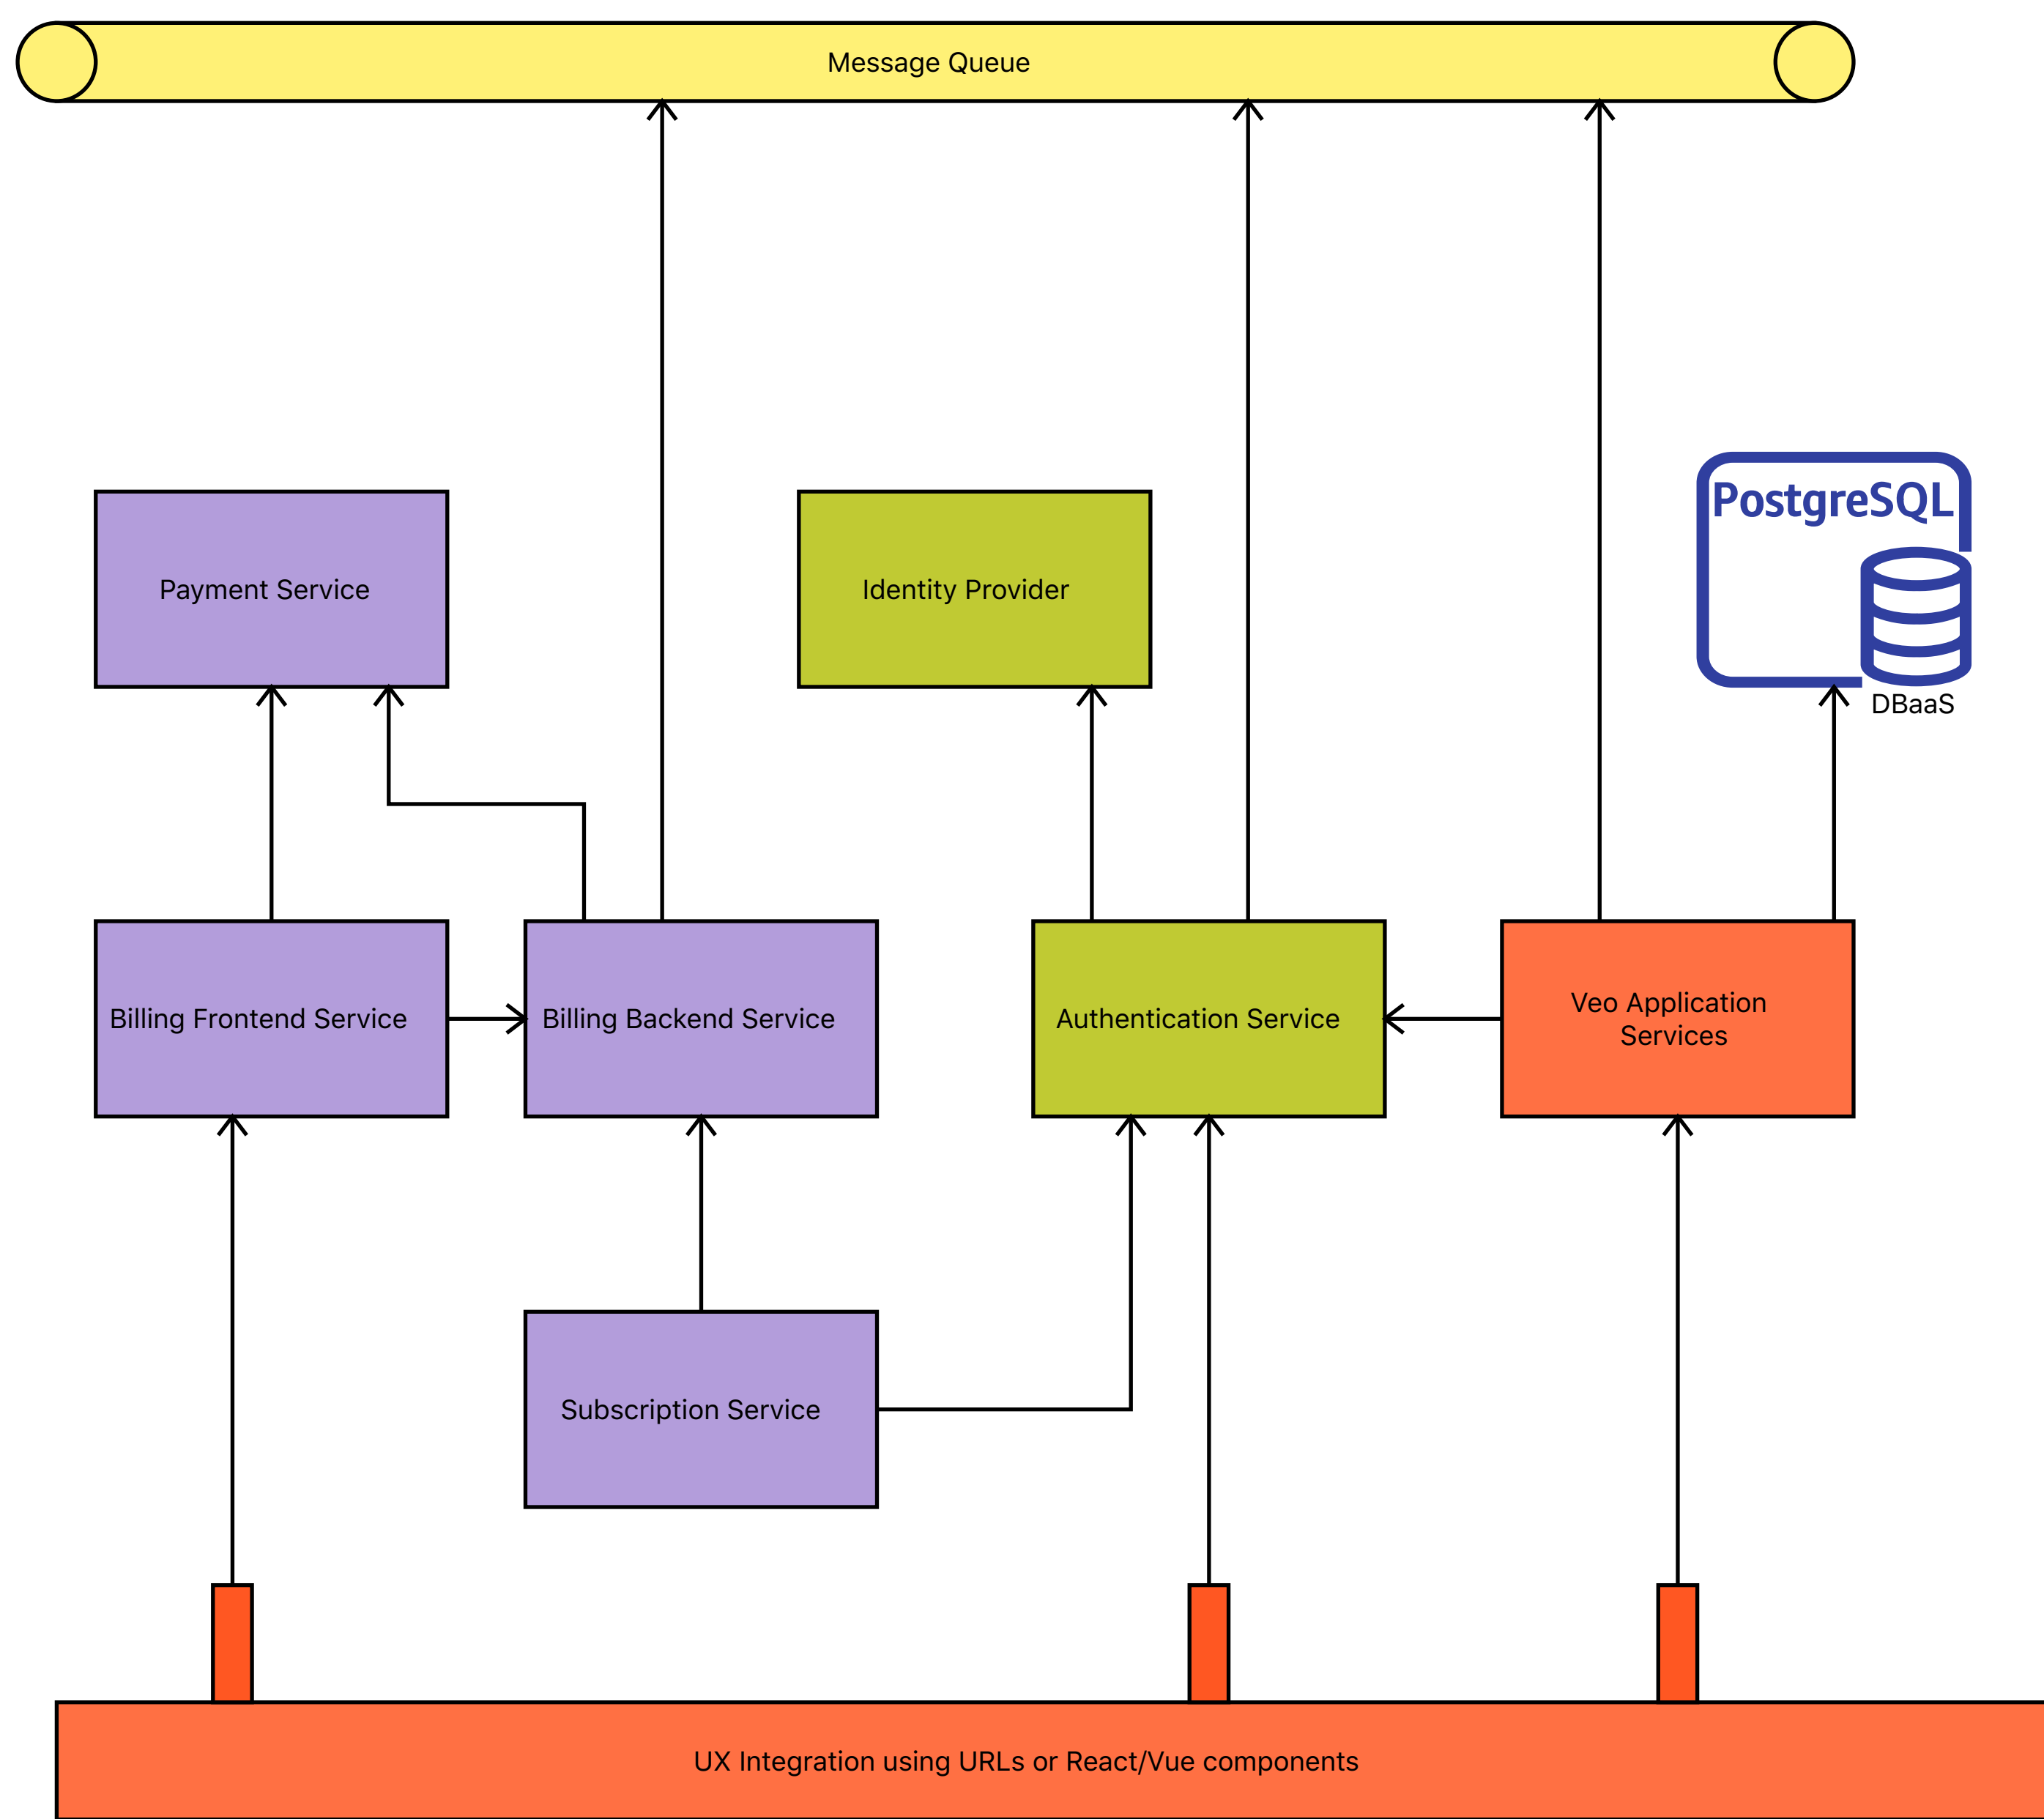 Message Queue
Payment Service
Identity Provider
PostgreSQL
DBaaS
Billing Frontend Service
Billing Backend Service
Authentication Service
Veo Application
Services
Subscription Service
UX Integration using URLs or React/Vue components